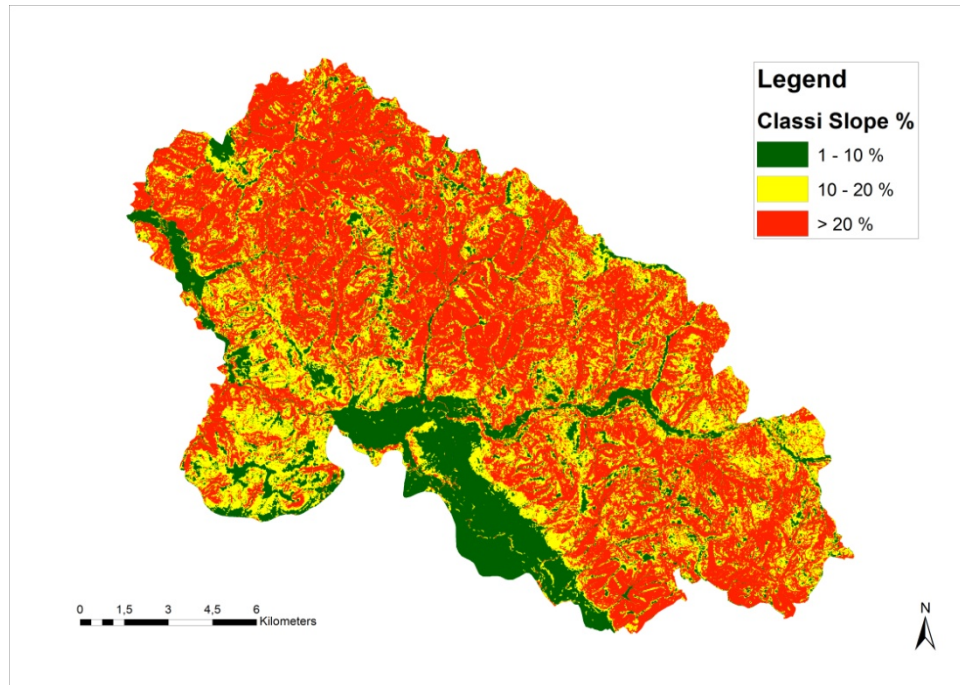 Legend
Classi Slope %
1 - 10 %
10 - 20 %
> 20 %
0 1,5 3 4,5 6
Kilometers
N